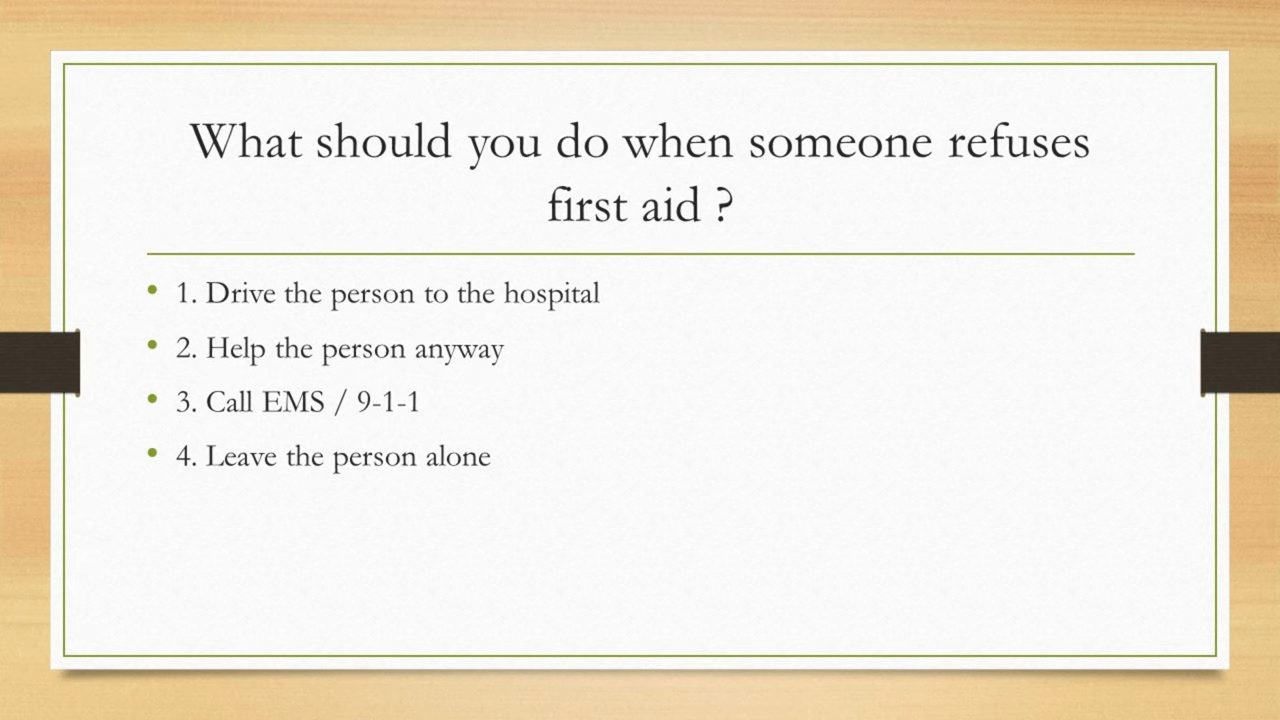 What should you do when someone refuses
first aid ?
• 1. Drive the person to the hospital
• 2. Help the person anyway
• 3. Call EMS / 9-1-1
• 4. Leave the person alone